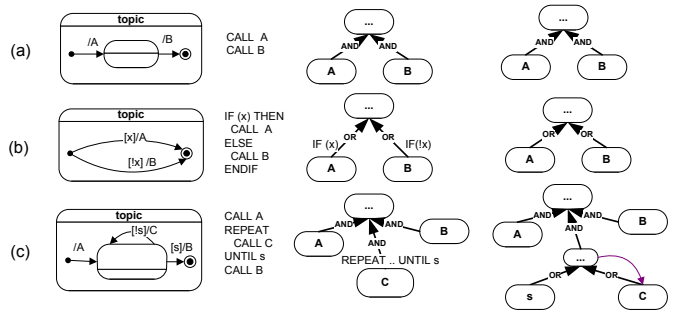 (a)
topic
/A
/B
CALL A
CALL B
...
AND
AND
A
B
...
AND
AND
A
B
(b)
topic
[x]/A
[!x] /B
IF (x) THEN
CALL A
ELSE
CALL B
ENDIF
...
IF (x)
OR
OR
IF(!x)
A
B
...
OR
OR
A
B
(c)
topic
[!s]/C
/A
[s]/B
CALL A
REPEAT
CALL C
UNTIL s
CALL B
...
AND
AND
A
B
AND
REPEAT .. UNTIL s
C
...
AND
AND
A
B
AND
...
OR
OR
s
C